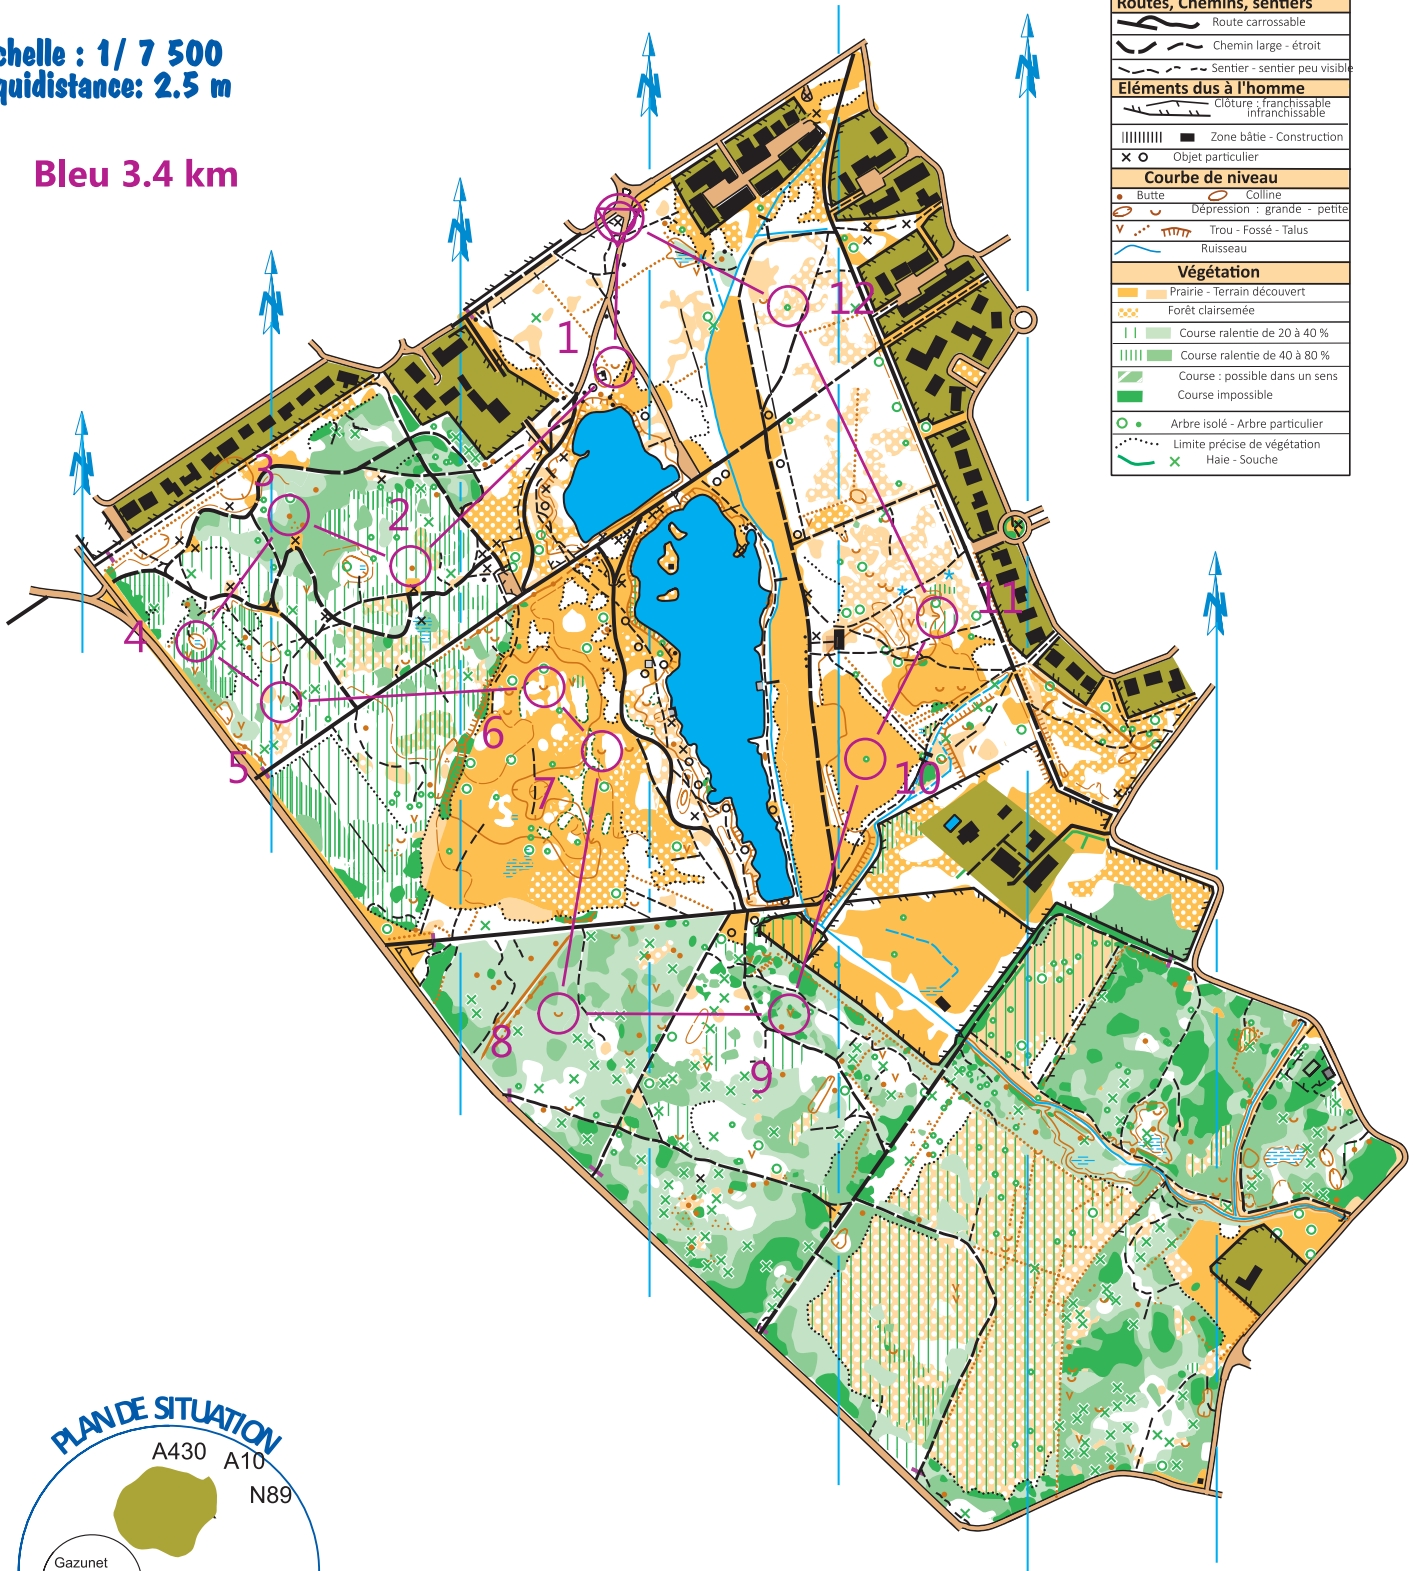 chelle : 1/ 7 500
quidistance: 2.5 m
Bleu 3.4 km
Routes, Chemins, sentiers
Route carrossable
Chemin large - étroit
Sentier - sentier peu visible
Eléments dus à l'homme
Clôture : franchissable
infranchissable
Zone bâtie - Construction
Objet particulier
Courbe de niveau
Butte Colline
Dépression : grande - petite
Trou - Fossé - Talus
Ruisseau
Végétation
Prairie - Terrain découvert
Forêt clairsemée
Course ralentie de 20 à 40 %
Course ralentie de 40 à 80 %
Course : possible dans un sens
Course impossible
Arbre isolé - Arbre particulier
Limite précise de végétation
Haie - Souche
12
1
3
2
11
4
6
5
7
10
8
9
PLAN DE SITUATION
A430 A10
N89
Gazunet